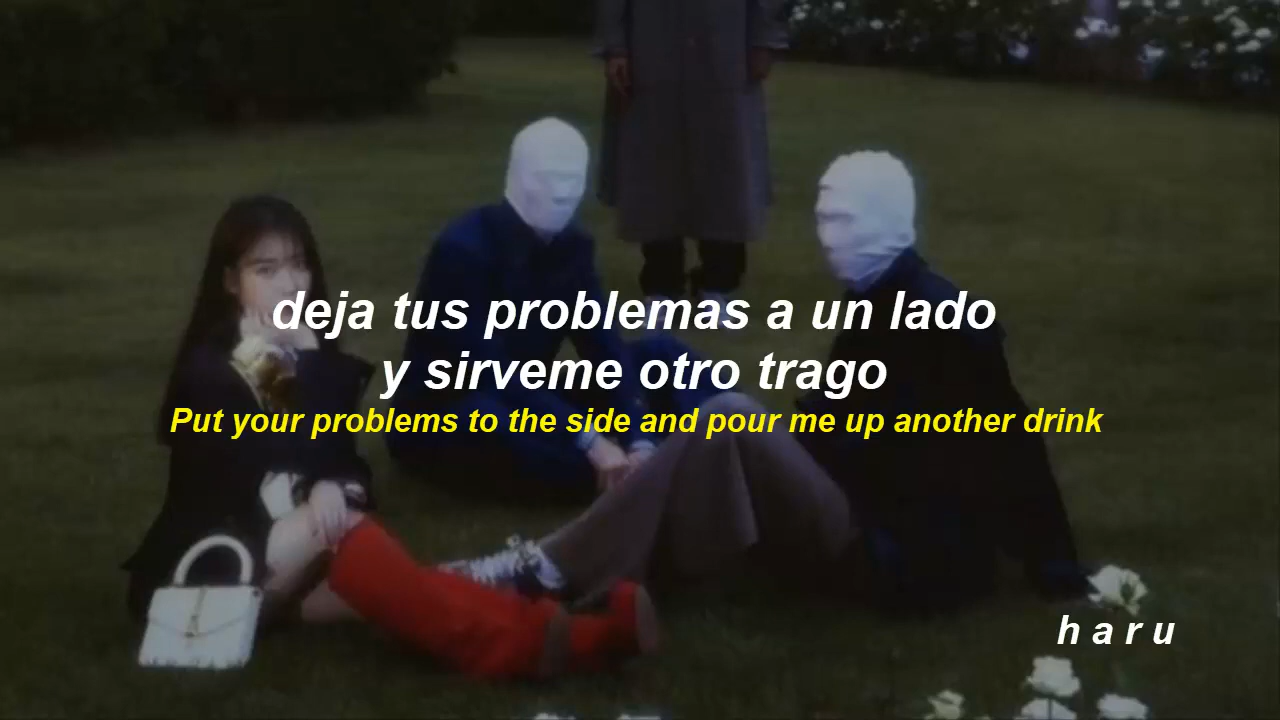 deja tus problemas a un lado
y sirveme otro trago
Put your problems to the side and pour me up another drink
h a r u